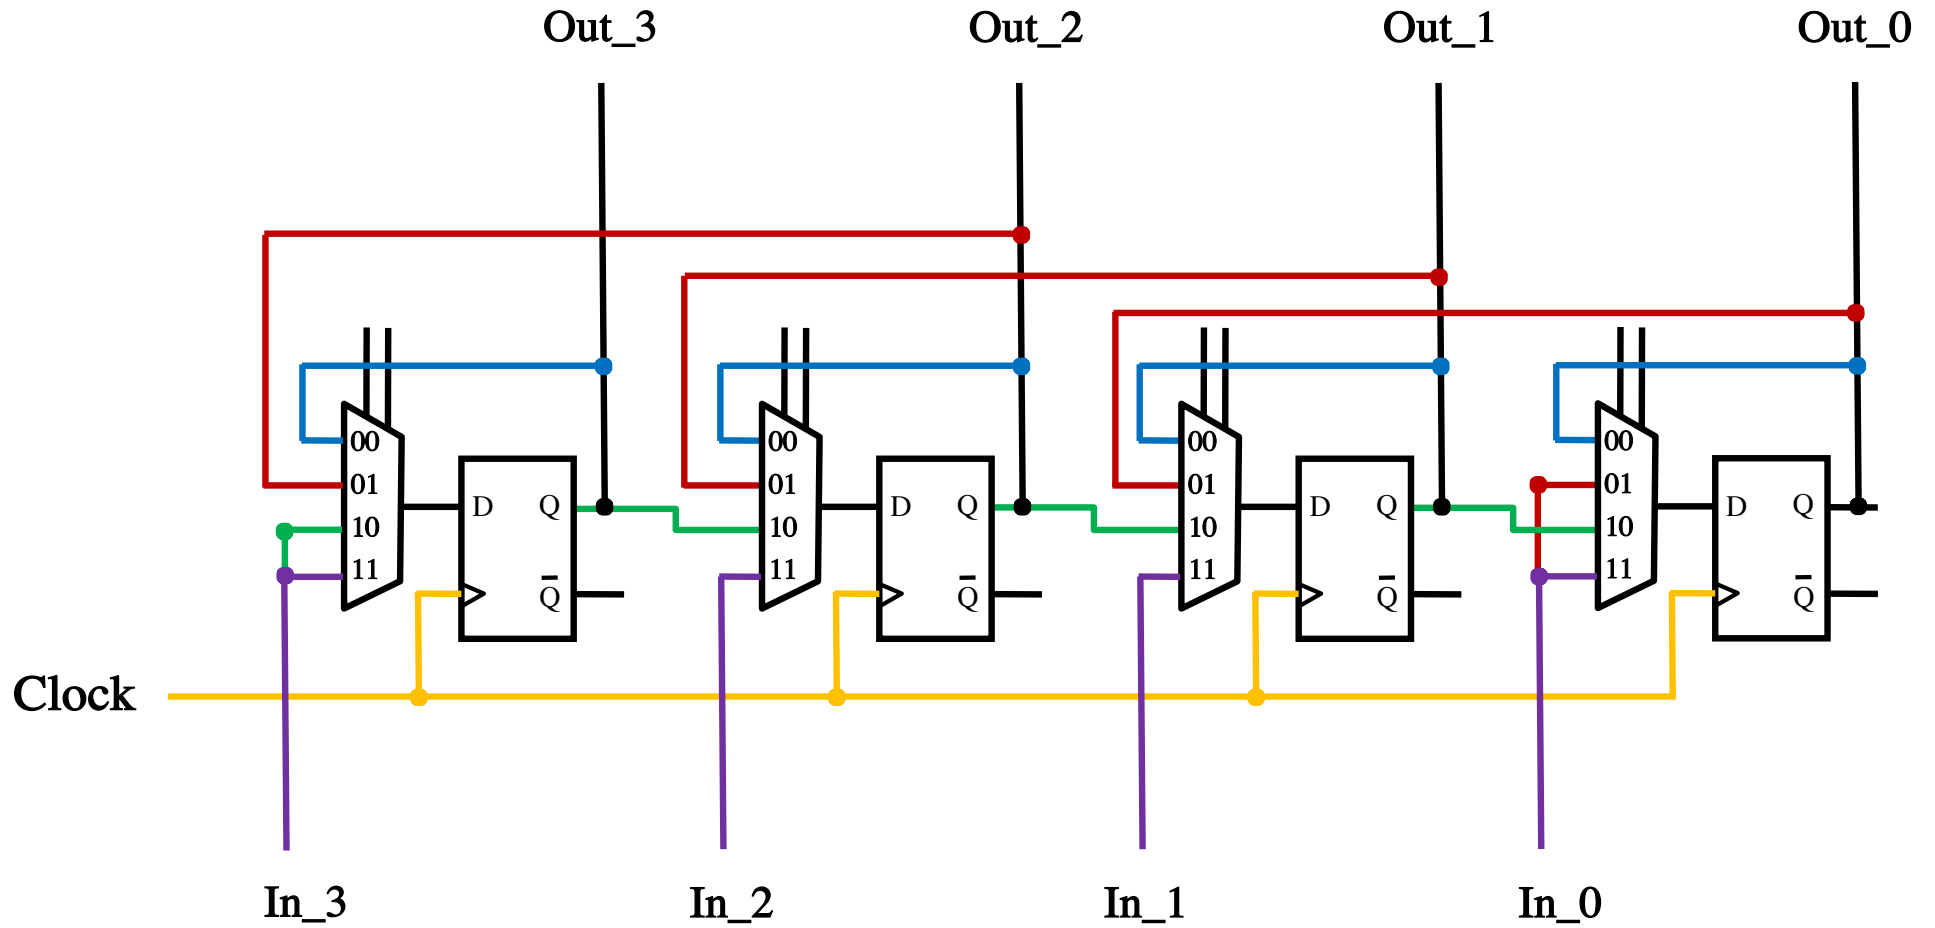 Out_3 Out_2 Out_1 Out_0
00 00 00 00
01 01 01 01
D Q D Q D Q D Q
10 10 10 10
11 11 11 11
Q̅ Q̅ Q̅ Q̅
Clock
In_3 In_2 In_1 In_0